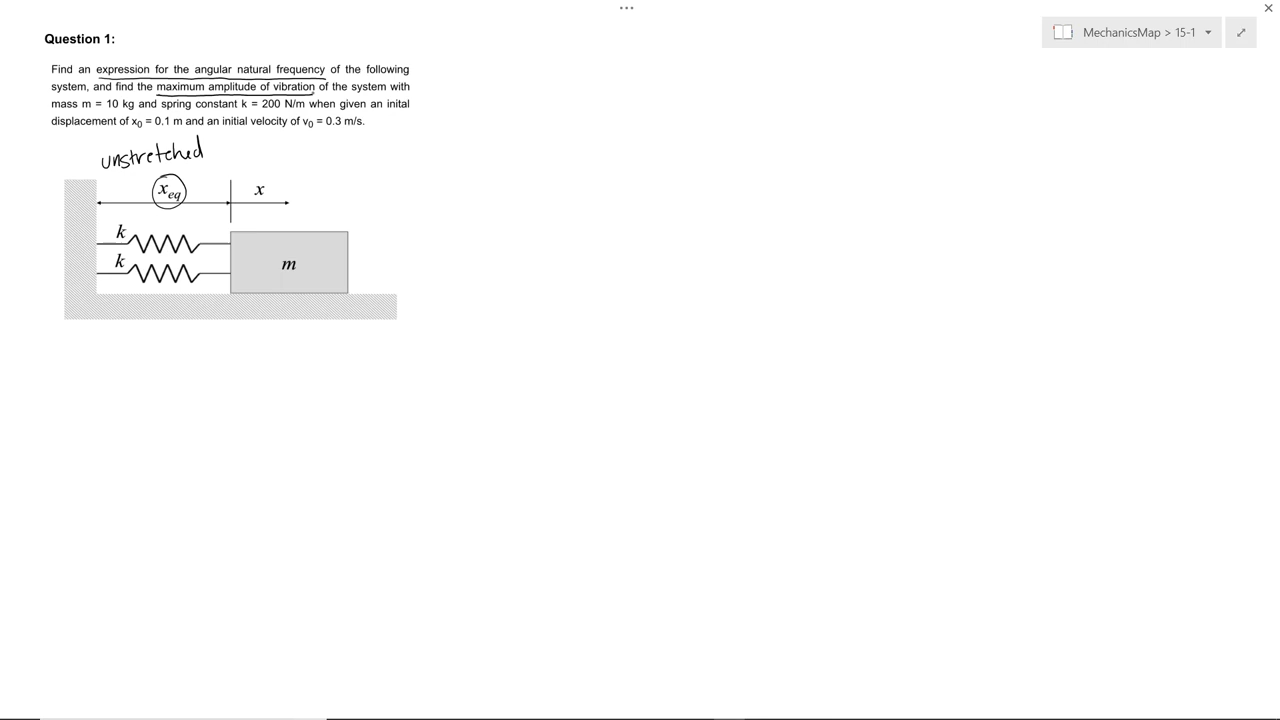 MechanicsMap > 15-1
Question 1:
Find an expression for the angular natural frequency of the following
system, and find the maximum amplitude of vibration of the system with
mass m = 10 kg and spring constant k = 200 N/m when given an inital
displacement of x₀ = 0.1 m and an initial velocity of v₀ = 0.3 m/s.
unstretched
x_eq x
k
k
m